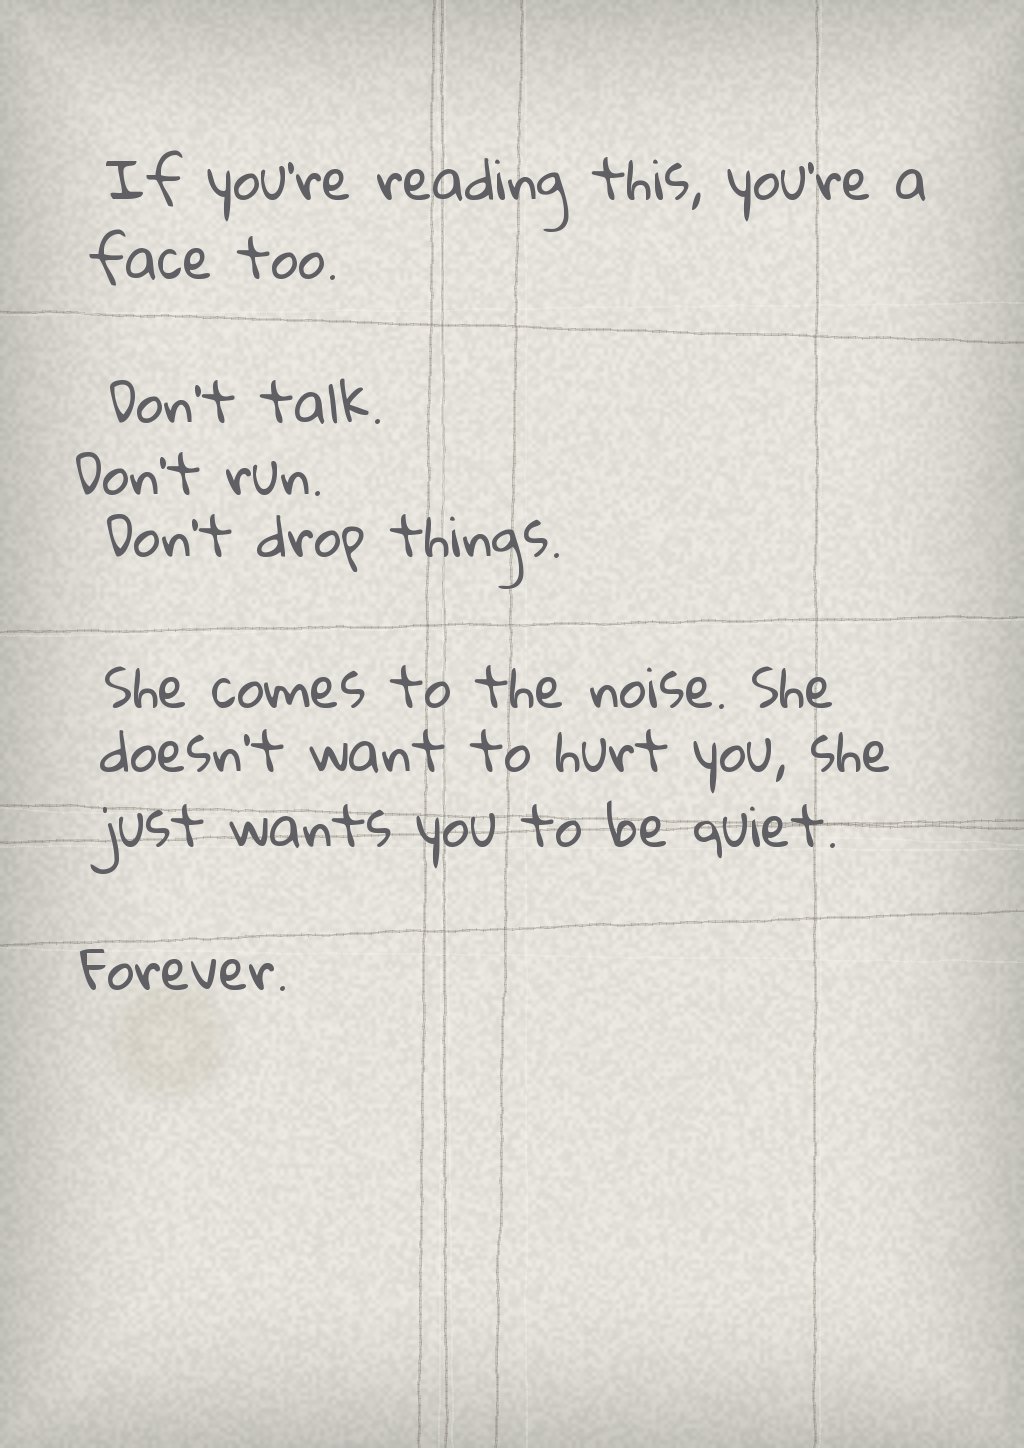 If you're reading this, you're a
face too.
Don't talk.
Don't run.
Don't drop things.
She comes to the noise. She
doesn't want to hurt you, she
just wants you to be quiet.
Forever.